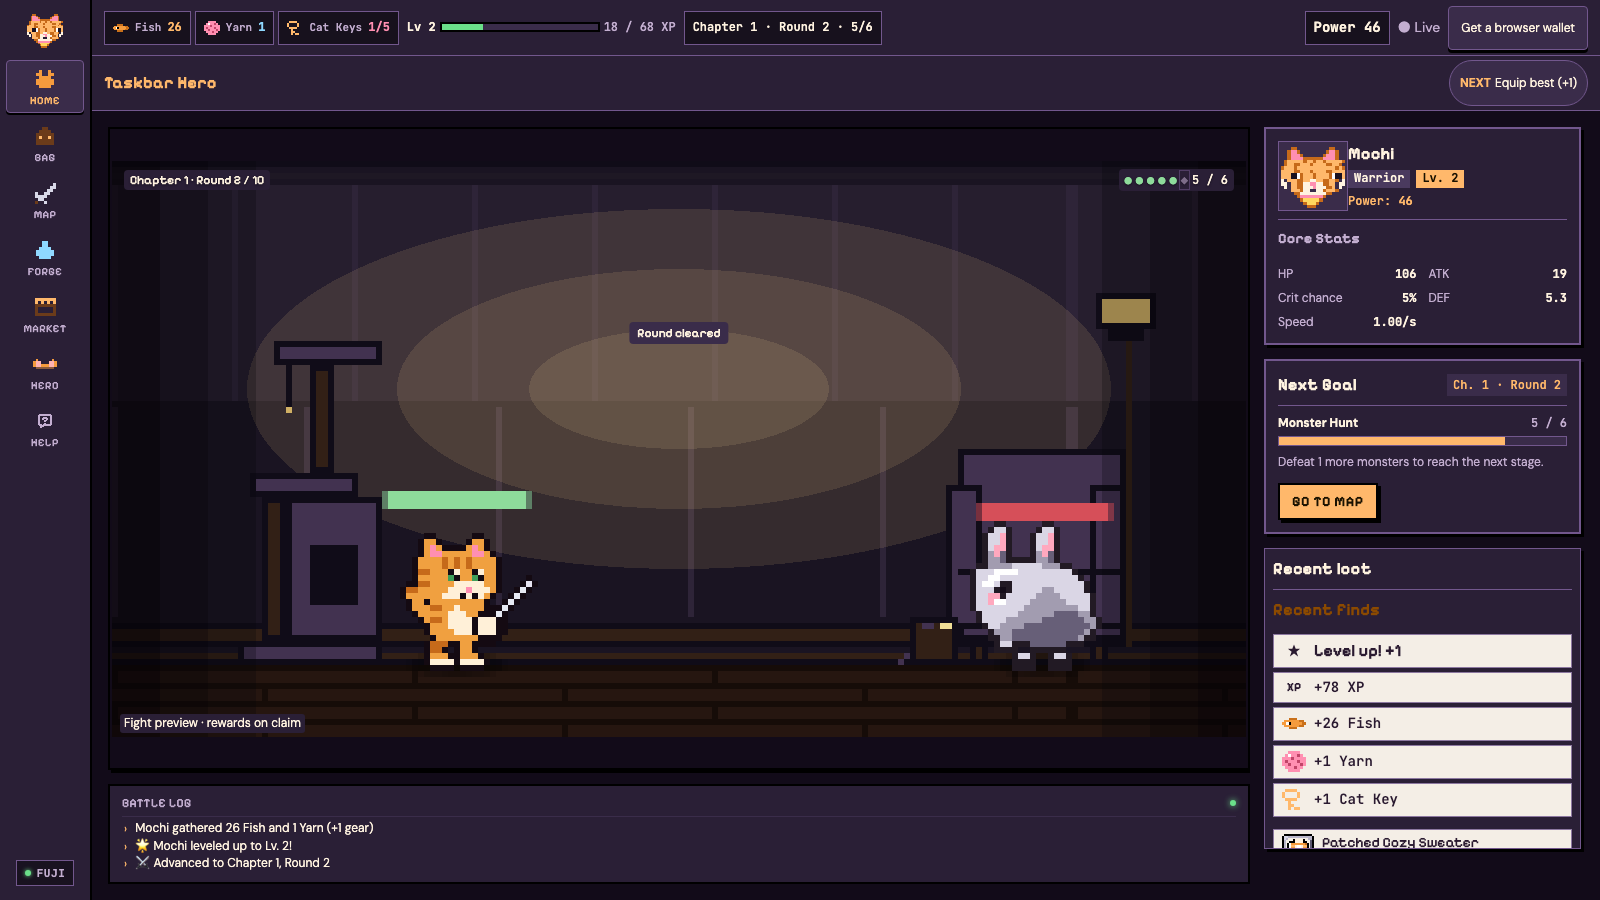 Fish 26
Yarn 1
Cat Keys 1/5
Lv 2
18 / 68 XP
Chapter 1 · Round 2 · 5/6
Power 46
Live
Get a browser wallet
Taskbar Hero
NEXT Equip best (+1)
HOME
BAG
MAP
FORGE
MARKET
HERO
HELP
FUJI
Chapter 1 · Round 2 / 10
5 / 6
Round cleared
Fight preview · rewards on claim
BATTLE LOG
› Mochi gathered 26 Fish and 1 Yarn (+1 gear)
› 🌟 Mochi leveled up to Lv. 2!
› ⚔️ Advanced to Chapter 1, Round 2
Mochi
Warrior
Lv. 2
Power: 46
Core Stats
HP 106 ATK 19
Crit chance 5% DEF 5.3
Speed 1.00/s
Next Goal
Ch. 1 · Round 2
Monster Hunt 5 / 6
Defeat 1 more monsters to reach the next stage.
GO TO MAP
Recent loot
Recent finds
★ Level up! +1
XP +78 XP
+26 Fish
+1 Yarn
+1 Cat Key
Patched Cozy Sweater